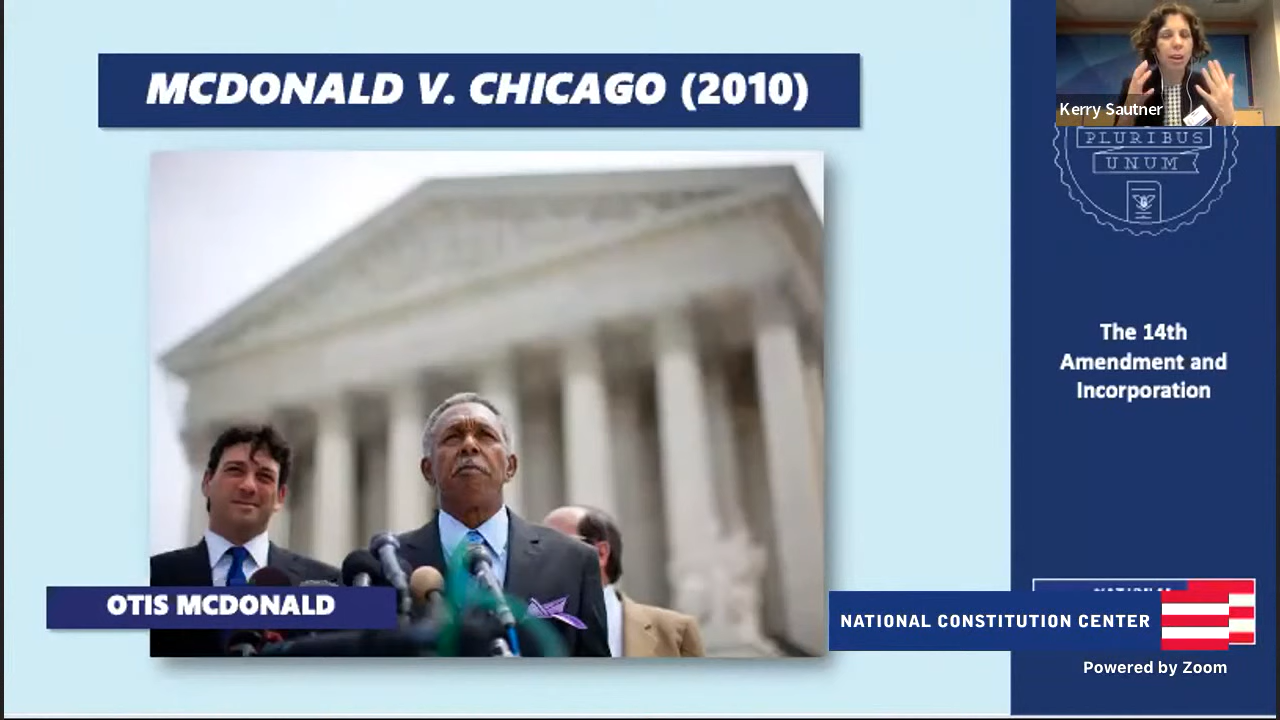 MCDONALD V. CHICAGO (2010)
OTIS MCDONALD
Kerry Sautner
PLURIBUS
UNUM
The 14th
Amendment and
Incorporation
NATIONAL CONSTITUTION CENTER
Powered by Zoom